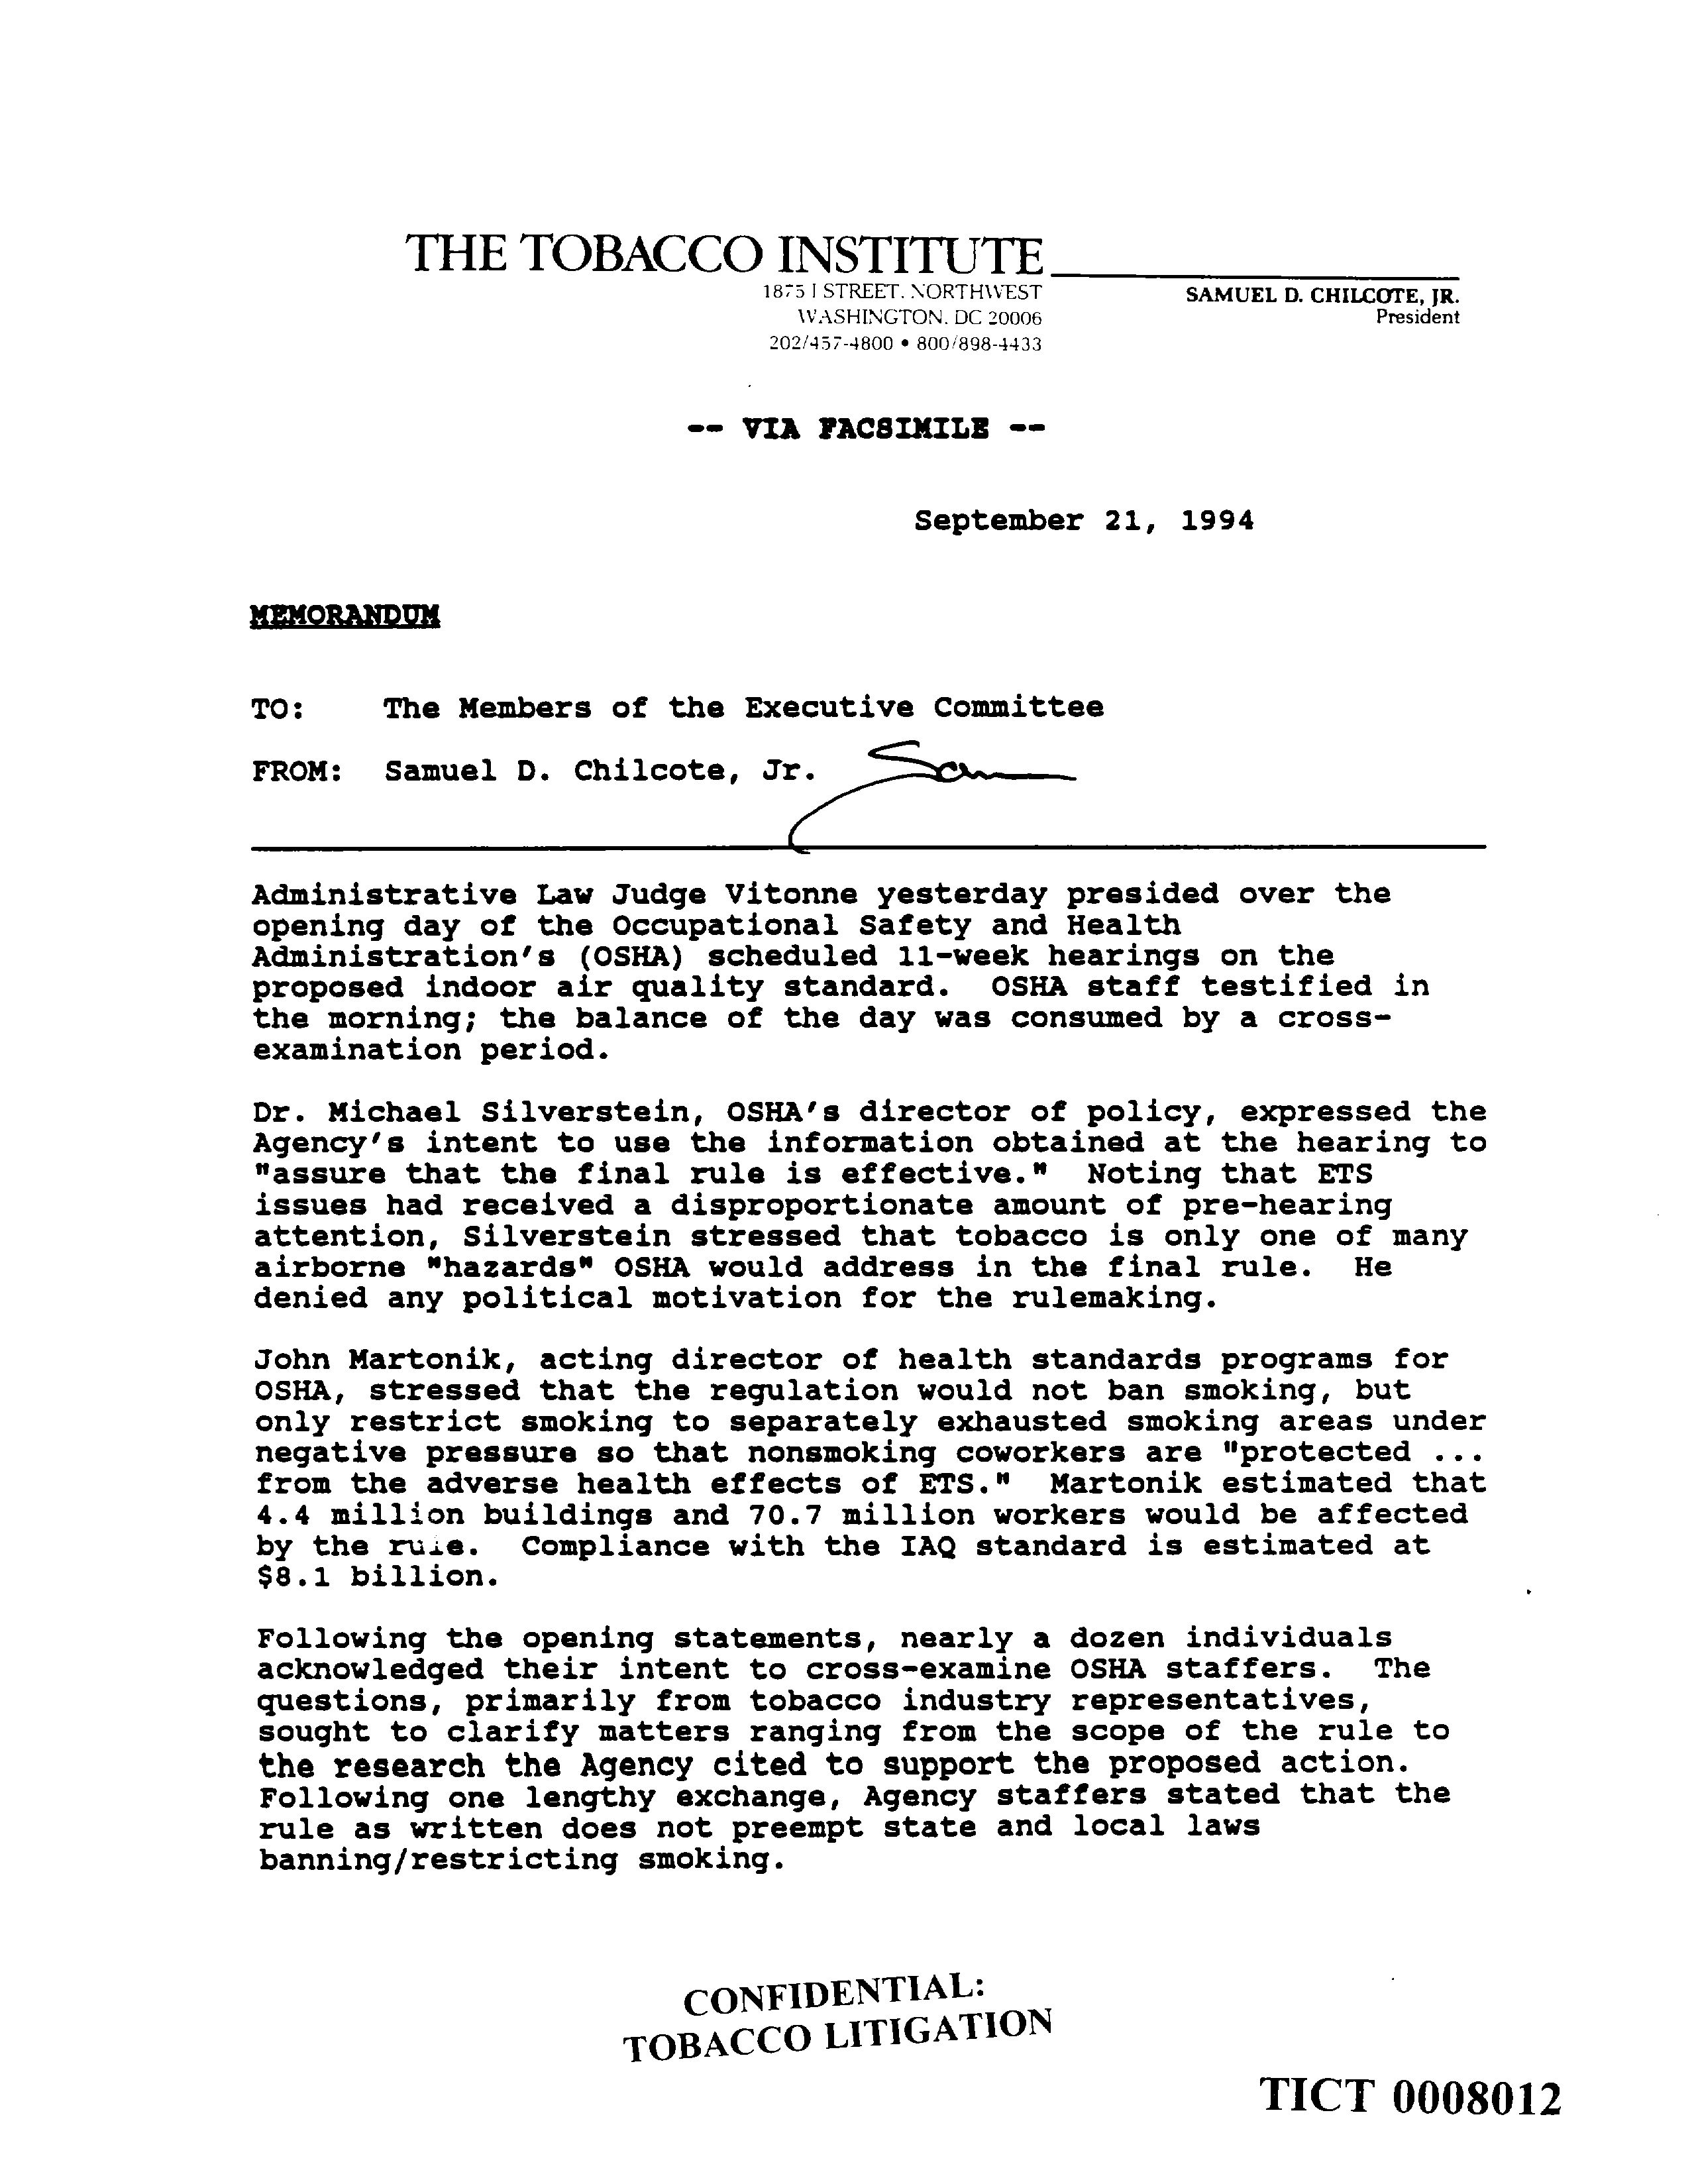 THE TOBACCO INSTITUTE
1875 I STREET, NORTHWEST
WASHINGTON, DC 20006
202/457-4800 • 800/898-4433
SAMUEL D. CHILCOTE, JR.
President
-- VIA FACSIMILE --
September 21, 1994
MEMORANDUM
TO: The Members of the Executive Committee
FROM: Samuel D. Chilcote, Jr. Sam
Administrative Law Judge Vitonne yesterday presided over the
opening day of the Occupational Safety and Health
Administration's (OSHA) scheduled 11-week hearings on the
proposed indoor air quality standard. OSHA staff testified in
the morning; the balance of the day was consumed by a cross-
examination period.
Dr. Michael Silverstein, OSHA's director of policy, expressed the
Agency's intent to use the information obtained at the hearing to
"assure that the final rule is effective." Noting that ETS
issues had received a disproportionate amount of pre-hearing
attention, Silverstein stressed that tobacco is only one of many
airborne "hazards" OSHA would address in the final rule. He
denied any political motivation for the rulemaking.
John Martonik, acting director of health standards programs for
OSHA, stressed that the regulation would not ban smoking, but
only restrict smoking to separately exhausted smoking areas under
negative pressure so that nonsmoking coworkers are "protected ...
from the adverse health effects of ETS." Martonik estimated that
4.4 million buildings and 70.7 million workers would be affected
by the rule. Compliance with the IAQ standard is estimated at
$8.1 billion.
Following the opening statements, nearly a dozen individuals
acknowledged their intent to cross-examine OSHA staffers. The
questions, primarily from tobacco industry representatives,
sought to clarify matters ranging from the scope of the rule to
the research the Agency cited to support the proposed action.
Following one lengthy exchange, Agency staffers stated that the
rule as written does not preempt state and local laws
banning/restricting smoking.
CONFIDENTIAL:
TOBACCO LITIGATION
TICT 0008012